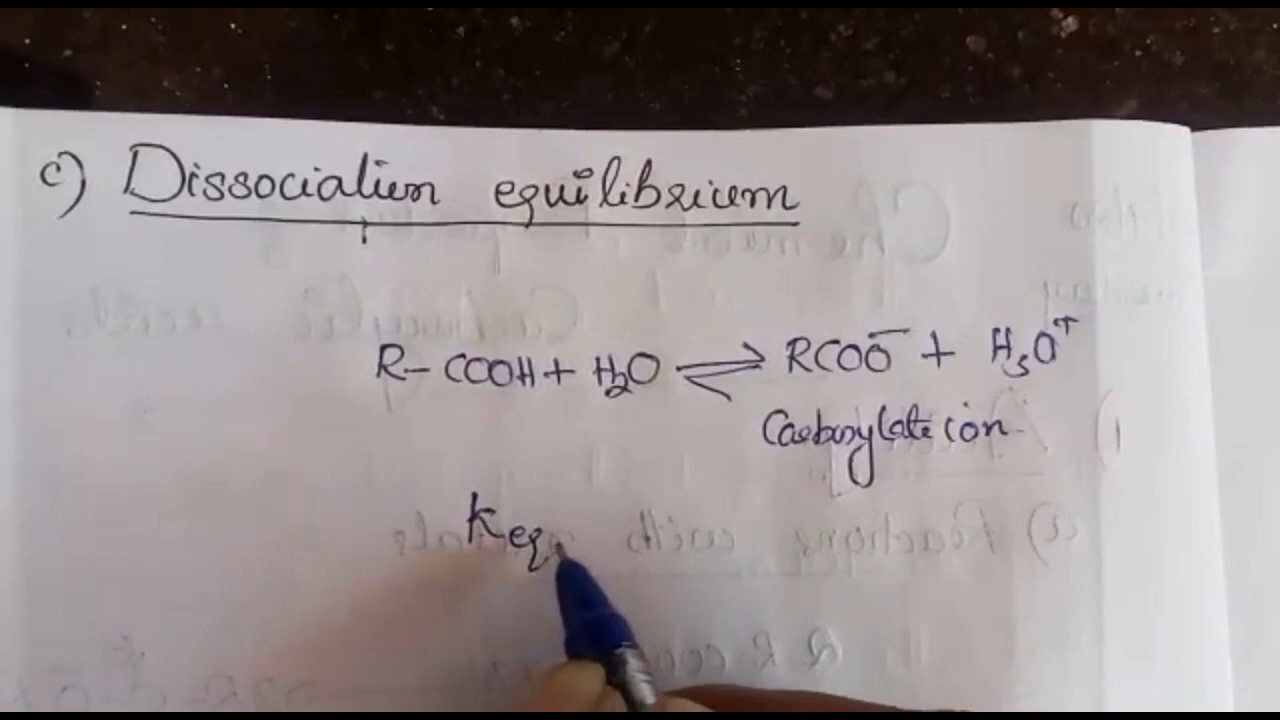 c) Dissociation equilibrium
R-COOH + H₂O ⇌ RCOO⁻ + H₃O⁺
Carboxylate ion
Keq